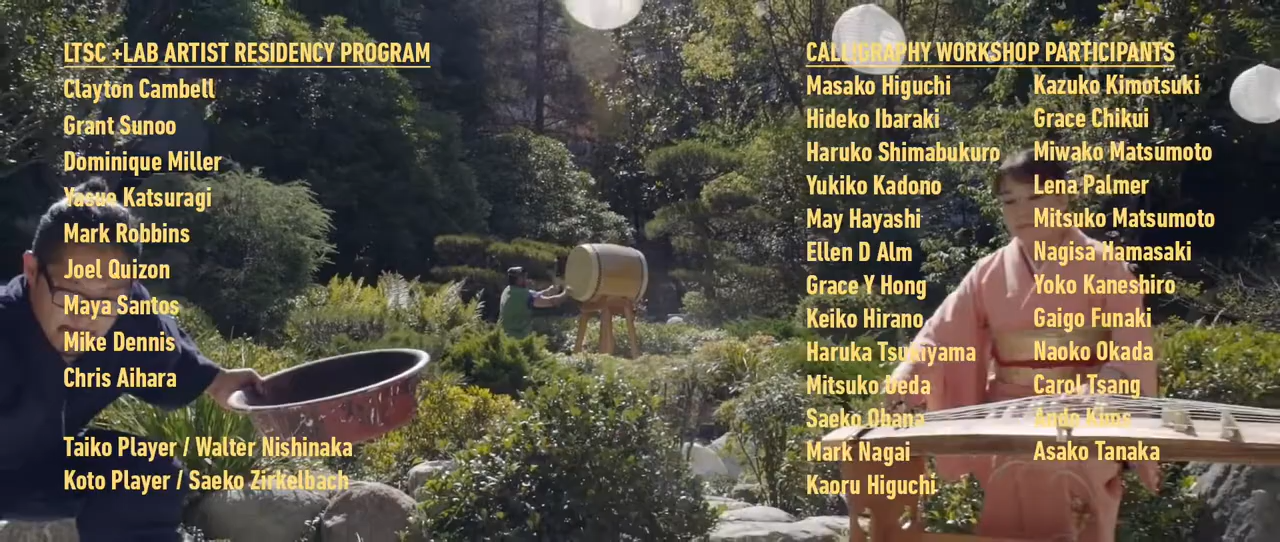 LTSC +LAB ARTIST RESIDENCY PROGRAM
Clayton Cambell
Grant Sunoo
Dominique Miller
Yasue Katsuragi
Mark Robbins
Joel Quizon
Maya Santos
Mike Dennis
Chris Aihara
Taiko Player / Walter Nishinaka
Koto Player / Saeko Zirkelbach
CALLIGRAPHY WORKSHOP PARTICIPANTS
Masako Higuchi
Hideko Ibaraki
Haruko Shimabukuro
Yukiko Kadono
May Hayashi
Ellen D Alm
Grace Y Hong
Keiko Hirano
Haruka Tsukiyama
Mitsuko Ueda
Saeko Ohana
Mark Nagai
Kaoru Higuchi
Kazuko Kimotsuki
Grace Chikui
Miwako Matsumoto
Lena Palmer
Mitsuko Matsumoto
Nagisa Hamasaki
Yoko Kaneshiro
Gaigo Funaki
Naoko Okada
Carol Tsang
Asako Tanaka